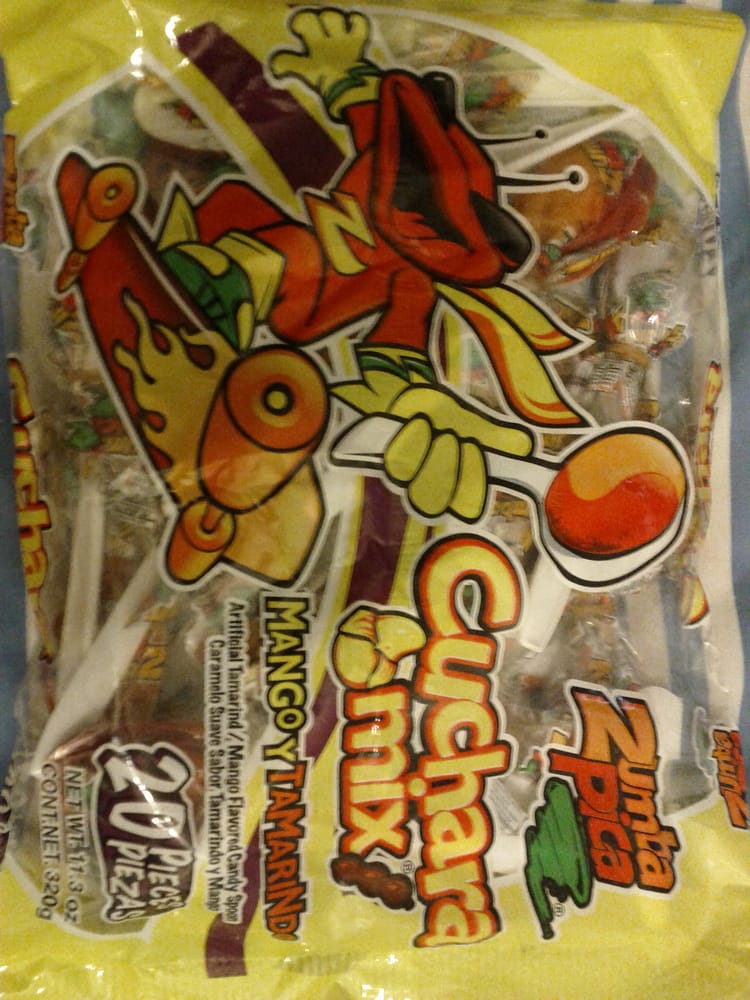 Zumba
Pica®
Cuchara
mix®
MANGO Y TAMARINDO
Artificial Tamarind / Mango Flavored Candy Spoon
Caramelo Suave sabor Tamarindo y Mango
20 PIECES
PIEZAS
NET WT. 11.3 oz
CONT. NET. 320g
Z